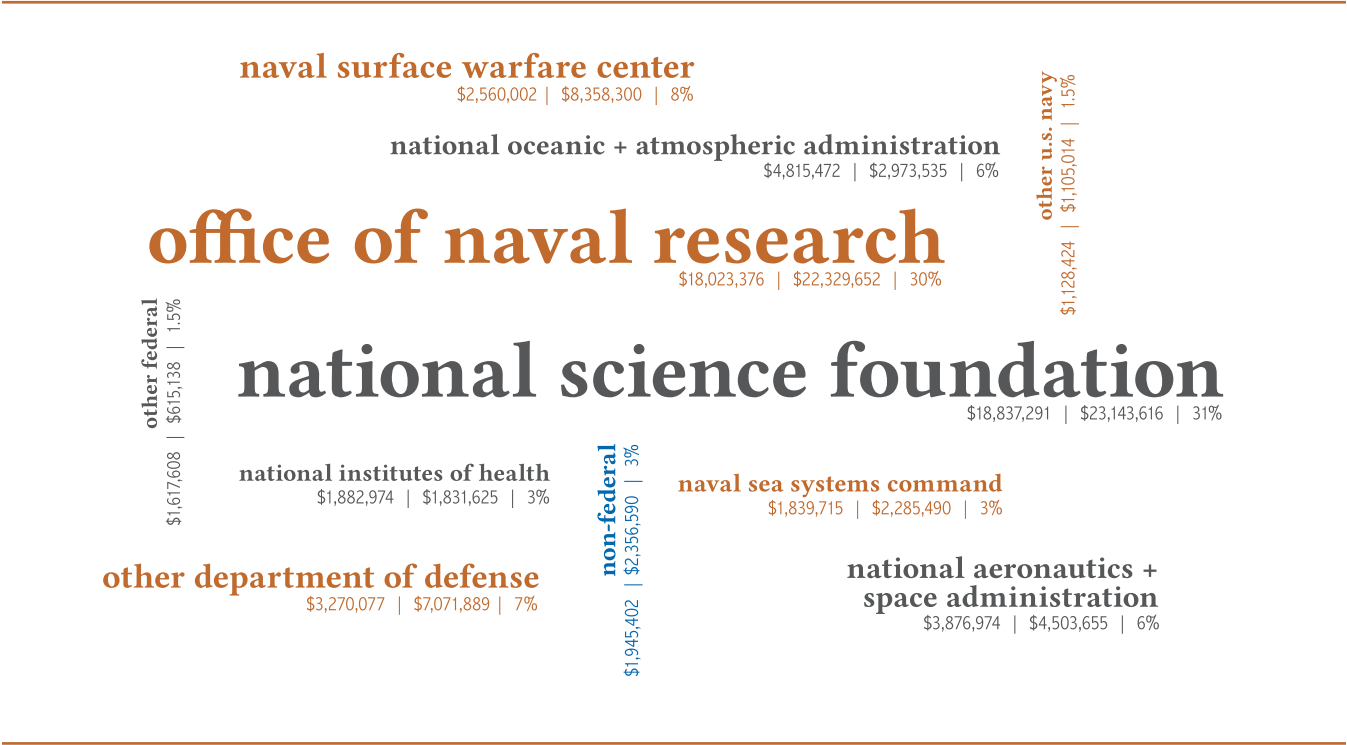 naval surface warfare center
$2,560,002 | $8,358,300 | 8%
other u.s. navy
$1,128,424 | $1,105,014 | 1.5%
national oceanic + atmospheric administration
$4,815,472 | $2,973,535 | 6%
office of naval research
$18,023,376 | $22,329,652 | 30%
other federal
$1,617,608 | $615,138 | 1.5%
national science foundation
$18,837,291 | $23,143,616 | 31%
national institutes of health
$1,882,974 | $1,831,625 | 3%
non-federal
$1,945,402 | $2,356,590 | 3%
naval sea systems command
$1,839,715 | $2,285,490 | 3%
other department of defense
$3,270,077 | $7,071,889 | 7%
national aeronautics +
space administration
$3,876,974 | $4,503,655 | 6%